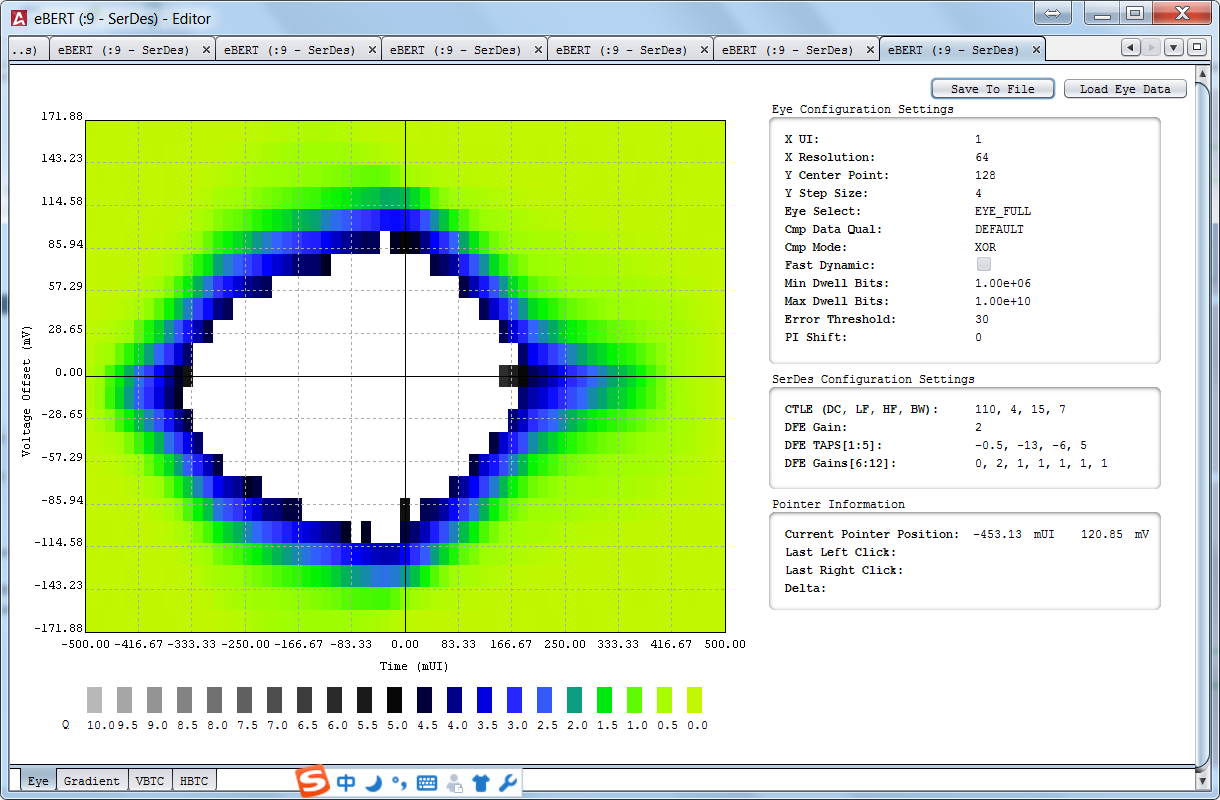 eBERT (:9 - SerDes) - Editor
..s) eBERT (:9 - SerDes) eBERT (:9 - SerDes) eBERT (:9 - SerDes) eBERT (:9 - SerDes) eBERT (:9 - SerDes) eBERT (:9 - SerDes)
Save To File Load Eye Data
Eye Configuration Settings
X UI: 1
X Resolution: 64
Y Center Point: 128
Y Step Size: 4
Eye Select: EYE_FULL
Cmp Data Qual: DEFAULT
Cmp Mode: XOR
Fast Dynamic:
Min Dwell Bits: 1.00e+06
Max Dwell Bits: 1.00e+10
Error Threshold: 30
PI Shift: 0
SerDes Configuration Settings
CTLE (DC, LF, HF, BW): 110, 4, 15, 7
DFE Gain: 2
DFE TAPS[1:5]: -0.5, -13, -6, 5
DFE Gains[6:12]: 0, 2, 1, 1, 1, 1, 1
Pointer Information
Current Pointer Position: -453.13 mUI 120.85 mV
Last Left Click:
Last Right Click:
Delta:
Voltage Offset (mV)
171.88
143.23
114.58
85.94
57.29
28.65
0.00
-28.65
-57.29
-85.94
-114.58
-143.23
-171.88
-500.00 -416.67 -333.33 -250.00 -166.67 -83.33 0.00 83.33 166.67 250.00 333.33 416.67 500.00
Time (mUI)
Q 10.0 9.5 9.0 8.5 8.0 7.5 7.0 6.5 6.0 5.5 5.0 4.5 4.0 3.5 3.0 2.5 2.0 1.5 1.0 0.5 0.0
Eye Gradient VBTC HBTC
S 中